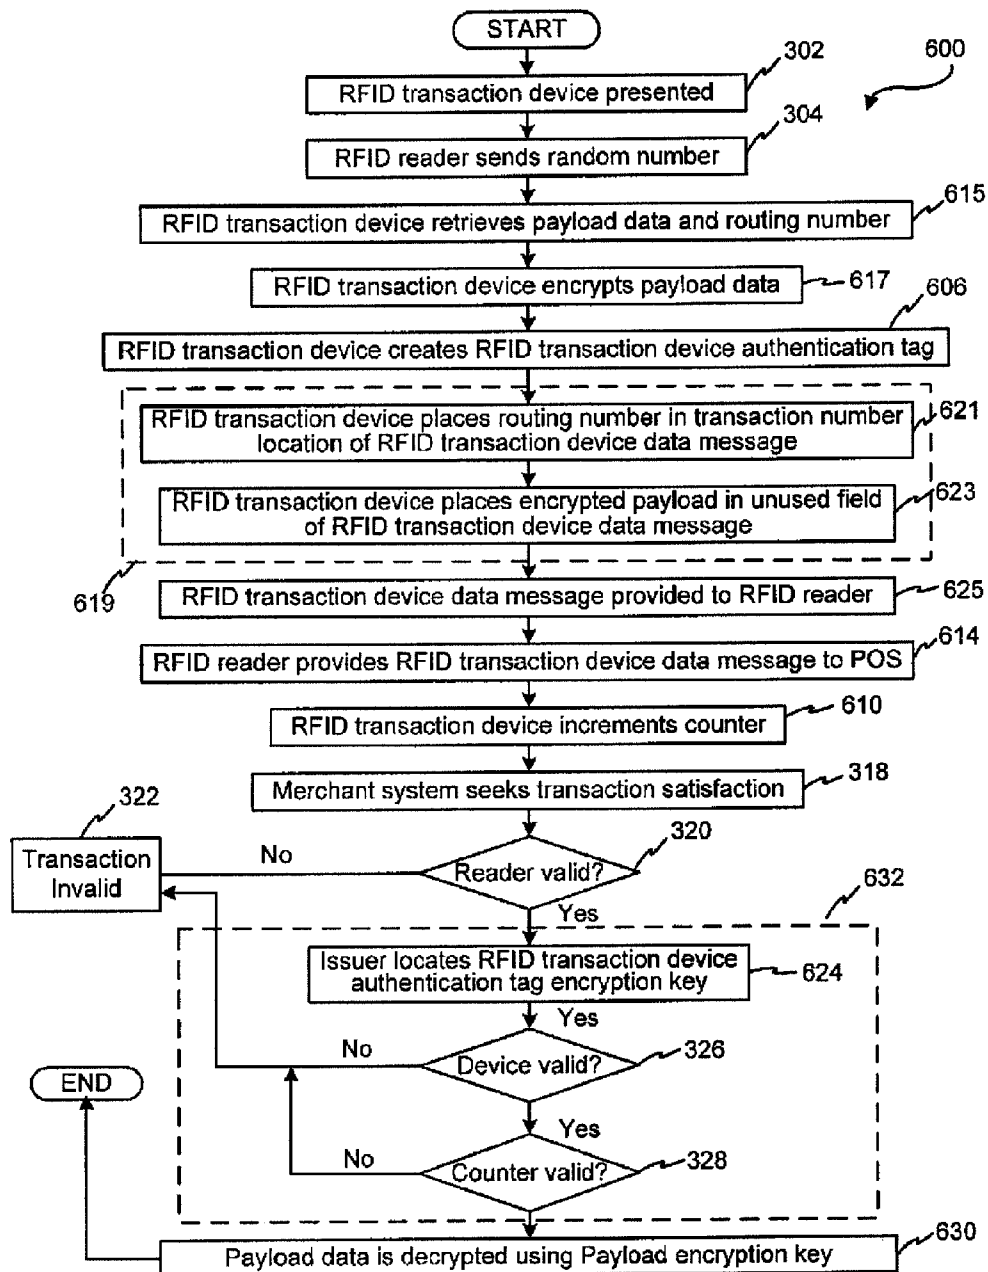 START
302
600
RFID transaction device presented
304
RFID reader sends random number
615
RFID transaction device retrieves payload data and routing number
RFID transaction device encrypts payload data
617
606
RFID transaction device creates RFID transaction device authentication tag
RFID transaction device places routing number in transaction number
location of RFID transaction device data message
621
RFID transaction device places encrypted payload in unused field
of RFID transaction device data message
623
619
RFID transaction device data message provided to RFID reader
625
614
RFID reader provides RFID transaction device data message to POS
RFID transaction device increments counter
610
Merchant system seeks transaction satisfaction
318
322
320
Transaction
Invalid
No
Reader valid?
Yes
632
Issuer locates RFID transaction device
authentication tag encryption key
624
Yes
No
Device valid?
326
END
Yes
No
Counter valid?
328
630
Payload data is decrypted using Payload encryption key